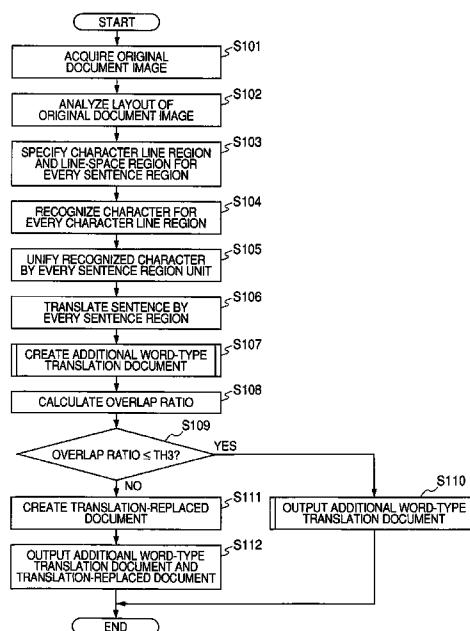 START
S101
ACQUIRE ORIGINAL
DOCUMENT IMAGE
S102
ANALYZE LAYOUT OF
ORIGINAL DOCUMENT IMAGE
S103
SPECIFY CHARACTER LINE REGION
AND LINE-SPACE REGION FOR
EVERY SENTENCE REGION
S104
RECOGNIZE CHARACTER FOR
EVERY CHARACTER LINE REGION
S105
UNIFY RECOGNIZED CHARACTER
BY EVERY SENTENCE REGION UNIT
S106
TRANSLATE SENTENCE BY
EVERY SENTENCE REGION
S107
CREATE ADDITIONAL WORD-TYPE
TRANSLATION DOCUMENT
S108
CALCULATE OVERLAP RATIO
S109
OVERLAP RATIO ≤ TH3?
YES
NO
S110
OUTPUT ADDITIONAL WORD-TYPE
TRANSLATION DOCUMENT
S111
CREATE TRANSLATION-REPLACED
DOCUMENT
S112
OUTPUT ADDITIOANL WORD-TYPE
TRANSLATION DOCUMENT AND
TRANSLATION-REPLACED DOCUMENT
END